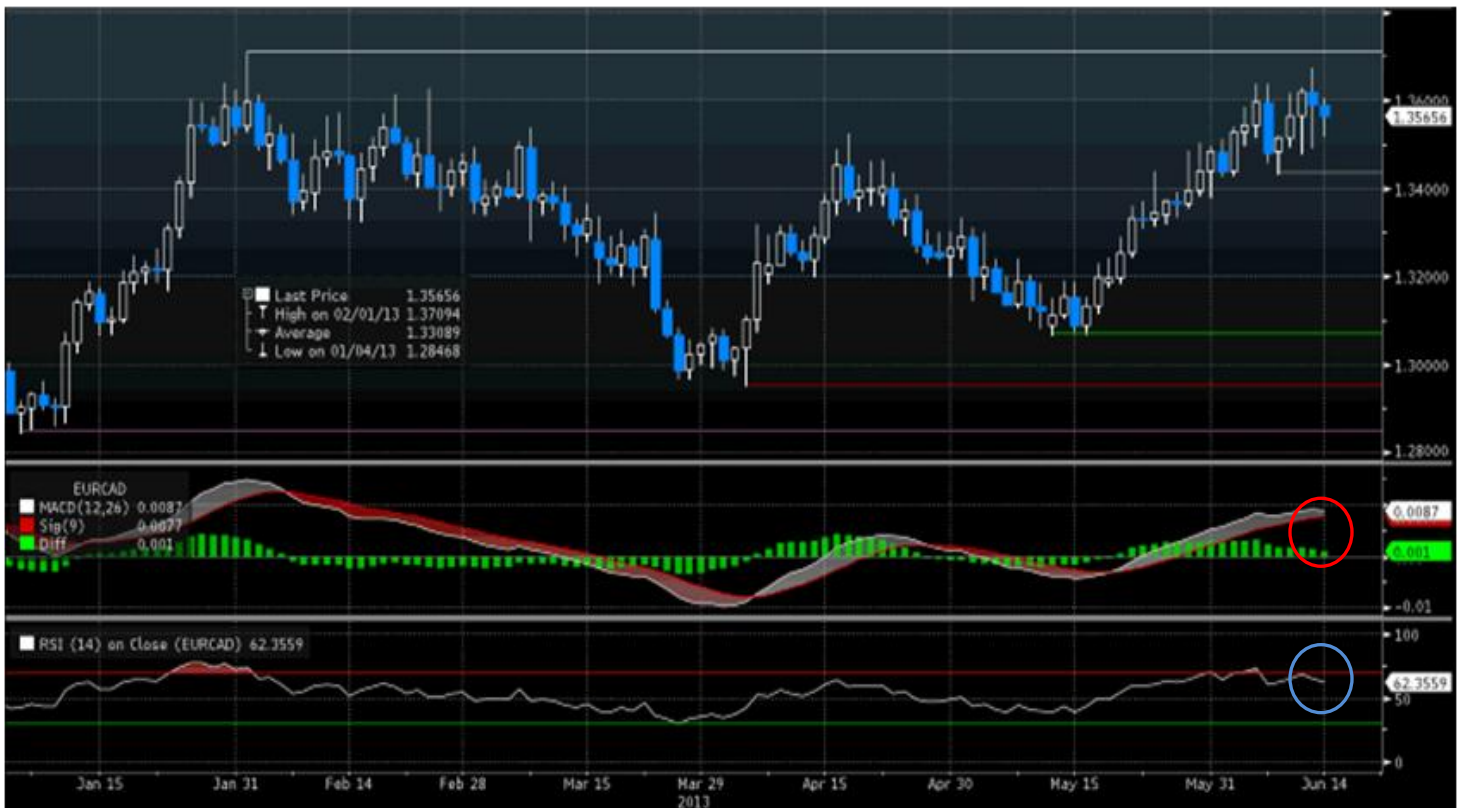 1.36000
1.35656
1.34000
1.32000
1.30000
1.28000
Last Price 1.35656
High on 02/01/13 1.37094
Average 1.33089
Low on 01/04/13 1.28468
EURCAD
MACD(12,26) 0.0087
Sig(9) 0.0077
Diff 0.001
0.0087
0.001
-0.01
RSI (14) on Close (EURCAD) 62.3559
100
62.3559
50
0
Jan 15 Jan 31 Feb 14 Feb 28 Mar 15 Mar 29 Apr 15 Apr 30 May 15 May 31 Jun 14
2013